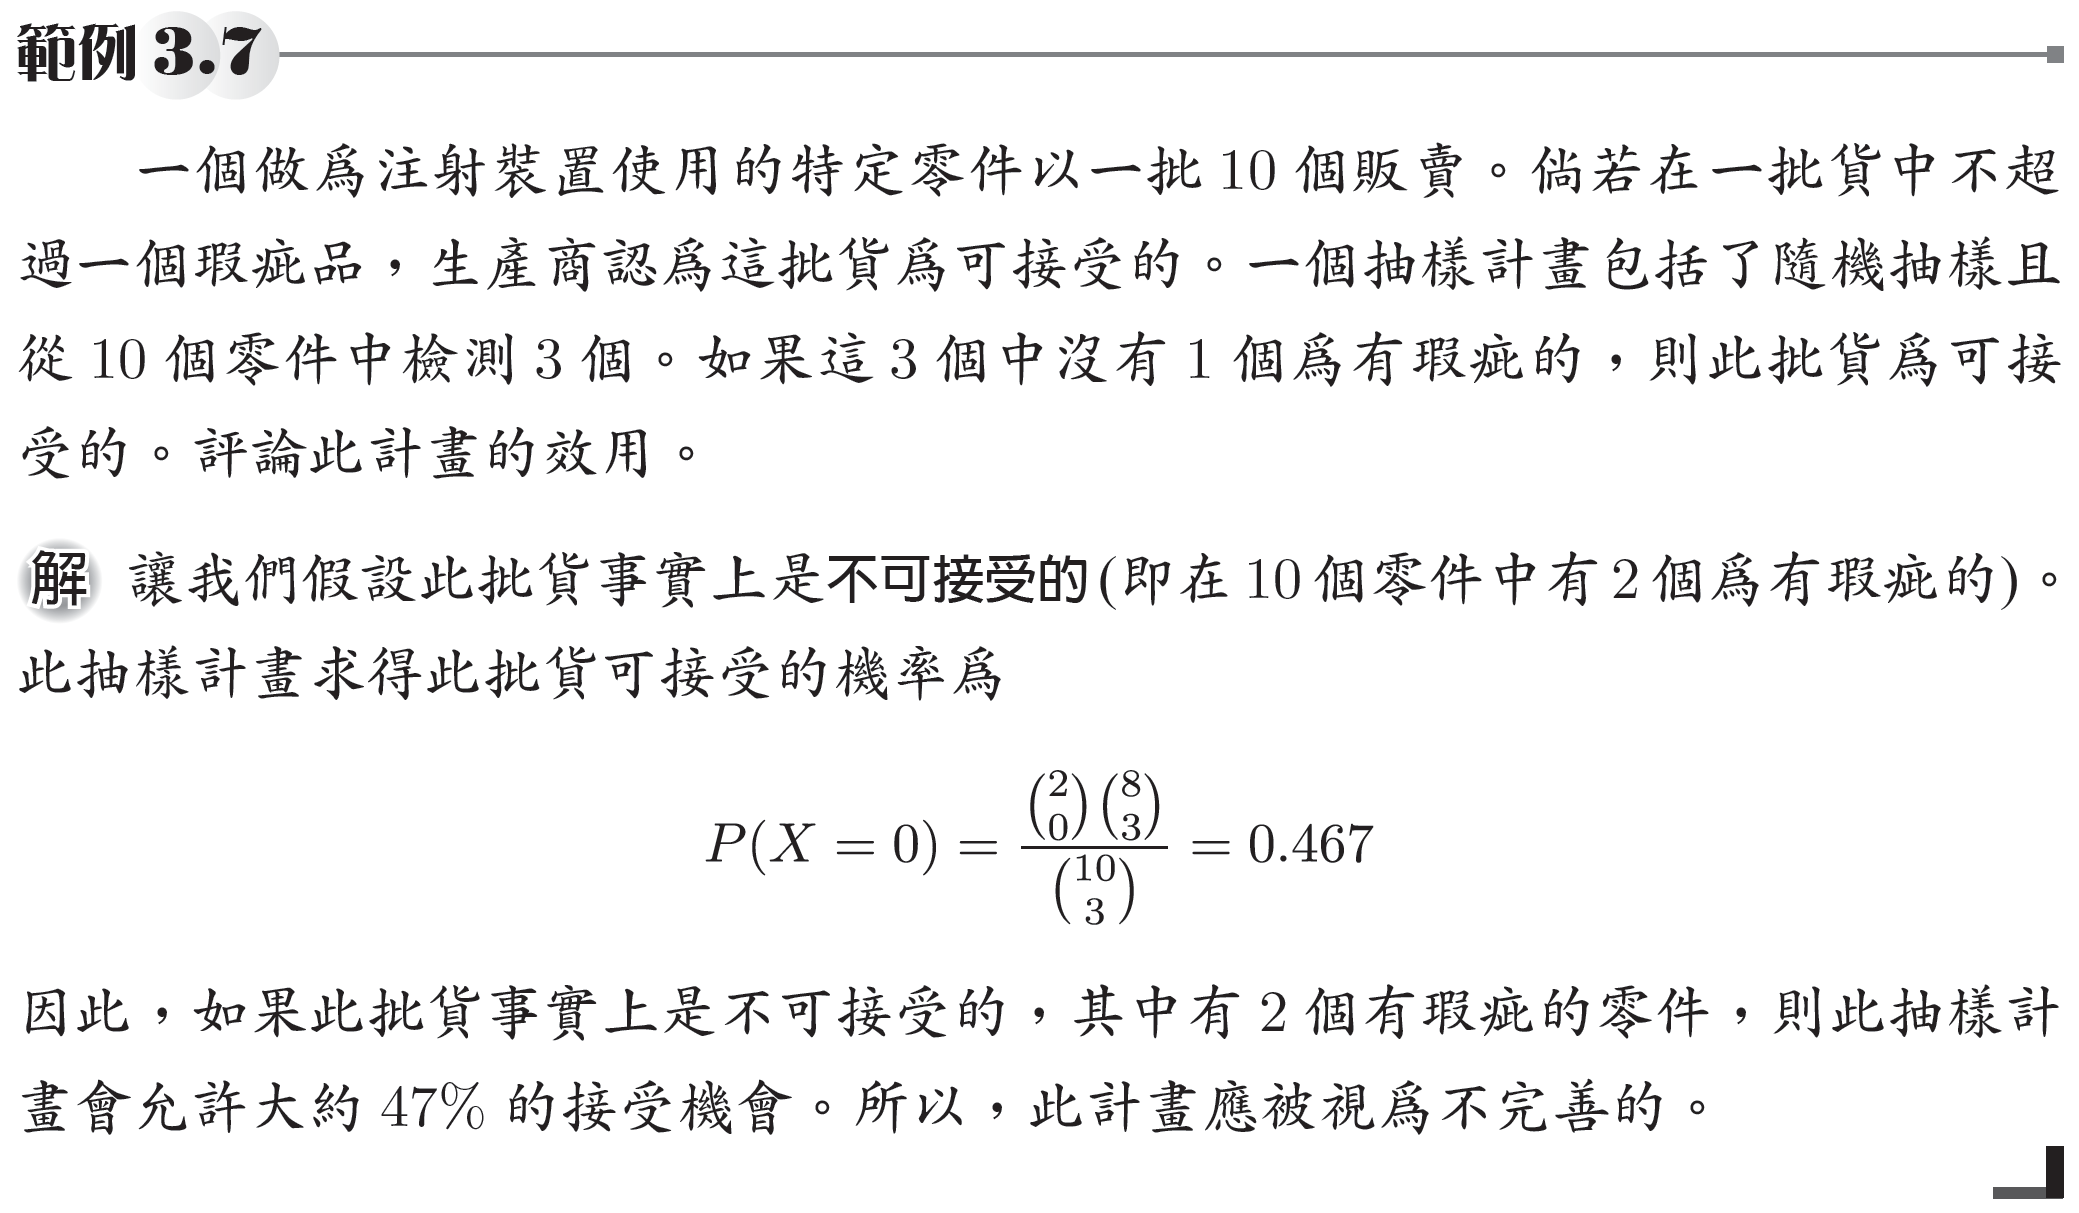 範例 3.7
一個做爲注射裝置使用的特定零件以一批 10 個販賣。倘若在一批貨中不超
過一個瑕疵品，生產商認爲這批貨爲可接受的。一個抽樣計畫包括了隨機抽樣且
從 10 個零件中檢測 3 個。如果這 3 個中沒有 1 個爲有瑕疵的，則此批貨爲可接
受的。評論此計畫的效用。
解 讓我們假設此批貨事實上是不可接受的(即在 10 個零件中有 2 個爲有瑕疵的)。
此抽樣計畫求得此批貨可接受的機率爲
P(X = 0) = \frac{\binom{2}{0}\binom{8}{3}}{\binom{10}{3}} = 0.467
因此，如果此批貨事實上是不可接受的，其中有 2 個有瑕疵的零件，則此抽樣計
畫會允許大約 47% 的接受機會。所以，此計畫應被視爲不完善的。